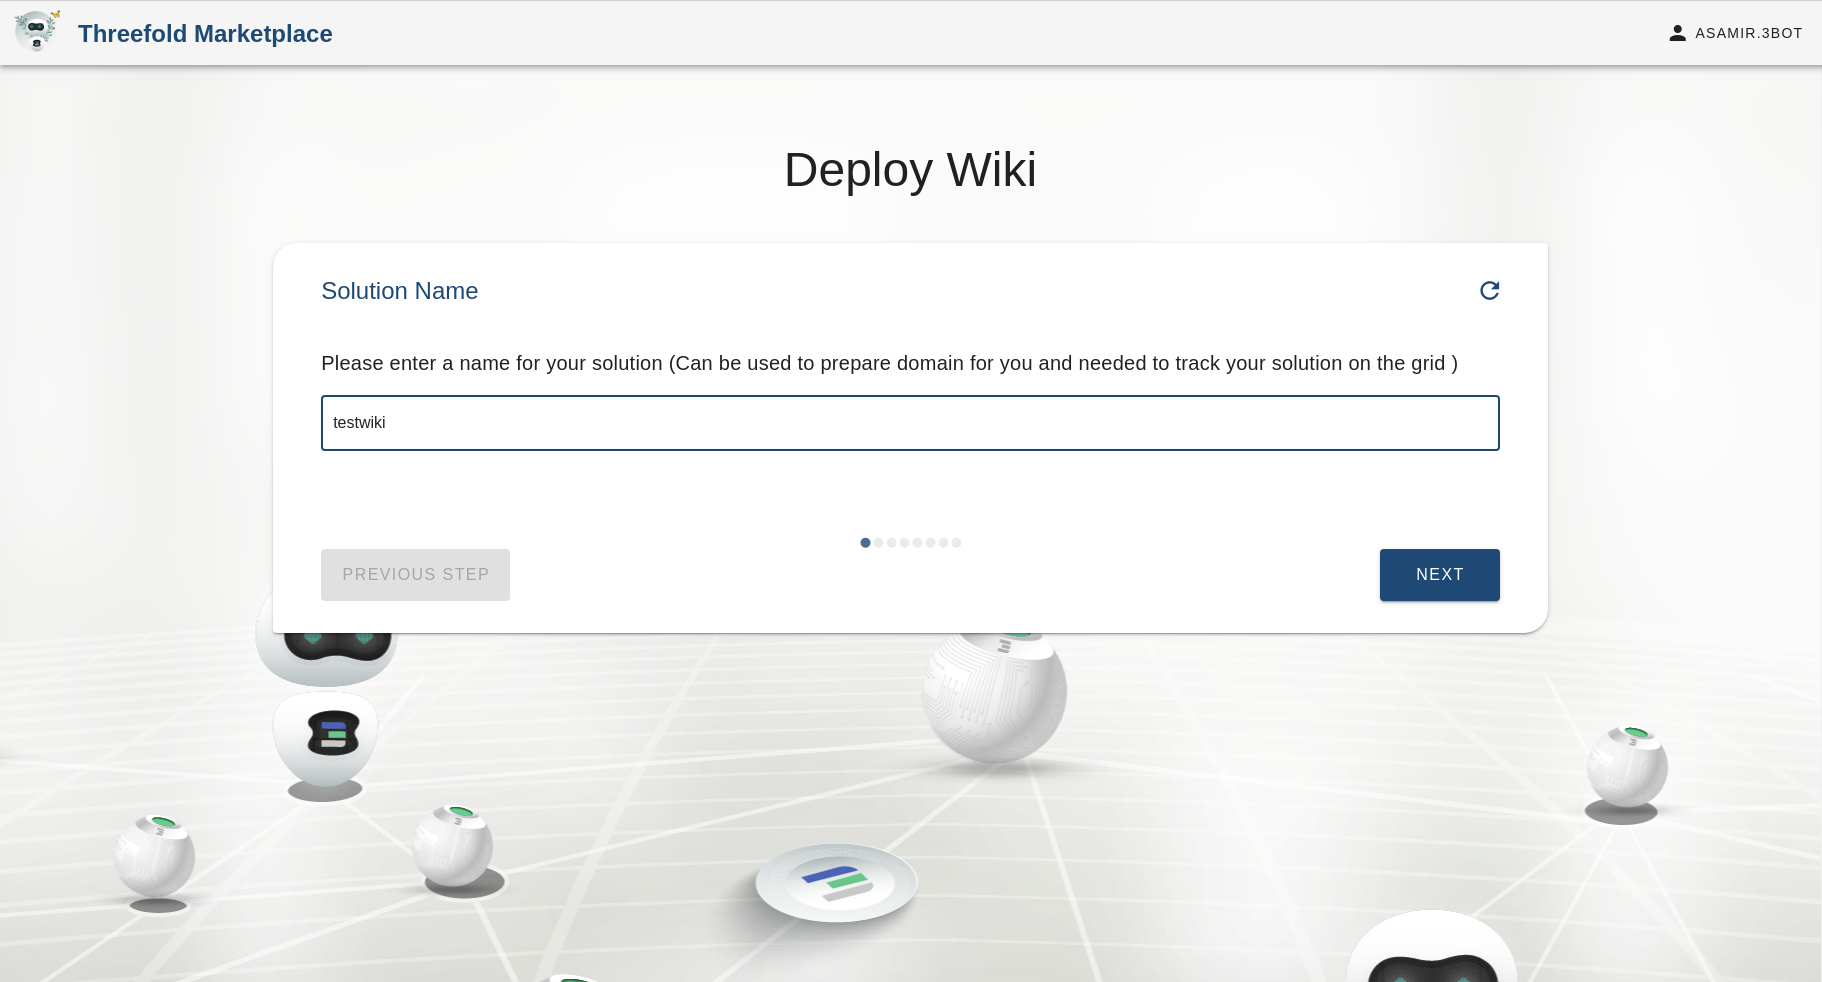 Threefold Marketplace
ASAMIR.3BOT
Deploy Wiki
Solution Name
Please enter a name for your solution (Can be used to prepare domain for you and needed to track your solution on the grid )
testwiki
PREVIOUS STEP
NEXT